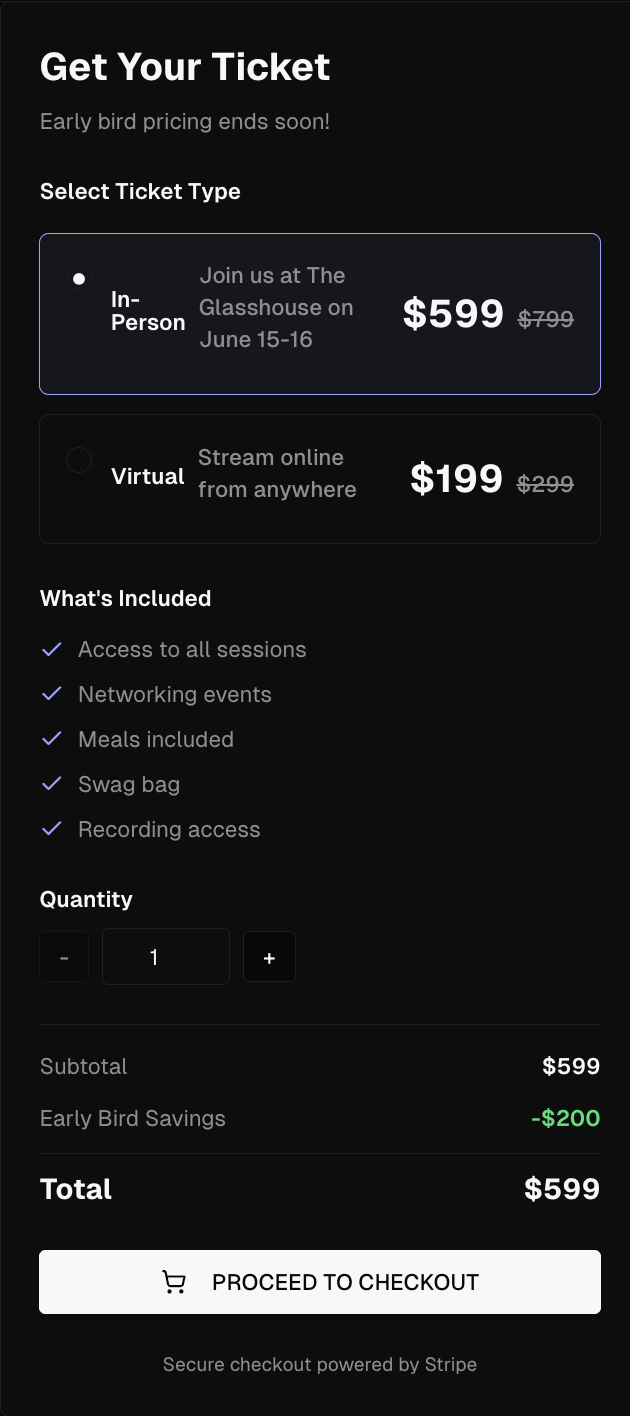 Get Your Ticket
Early bird pricing ends soon!
Select Ticket Type
In-
Person
Join us at The
Glasshouse on
June 15-16
$599 $799
Virtual
Stream online
from anywhere
$199 $299
What's Included
Access to all sessions
Networking events
Meals included
Swag bag
Recording access
Quantity
- 1 +
Subtotal $599
Early Bird Savings -$200
Total $599
PROCEED TO CHECKOUT
Secure checkout powered by Stripe